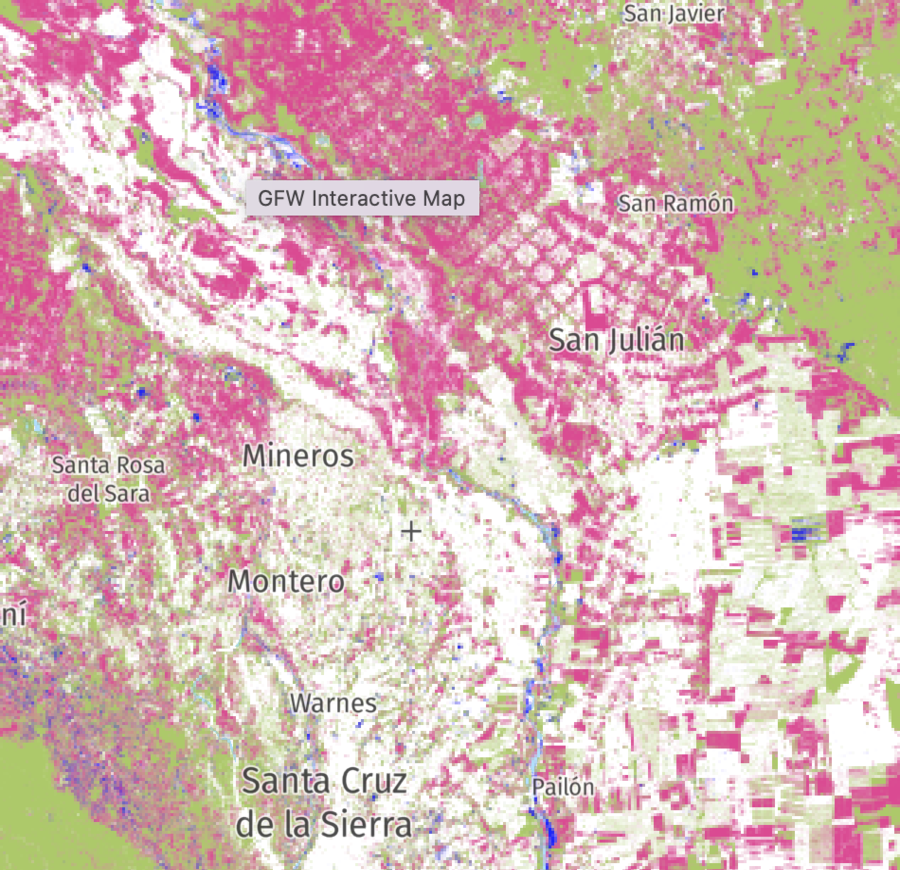 San Javier
GFW Interactive Map
San Ramón
San Julián
Mineros
Santa Rosa
del Sara
Montero
ní
Warnes
Santa Cruz
de la Sierra
Pailón